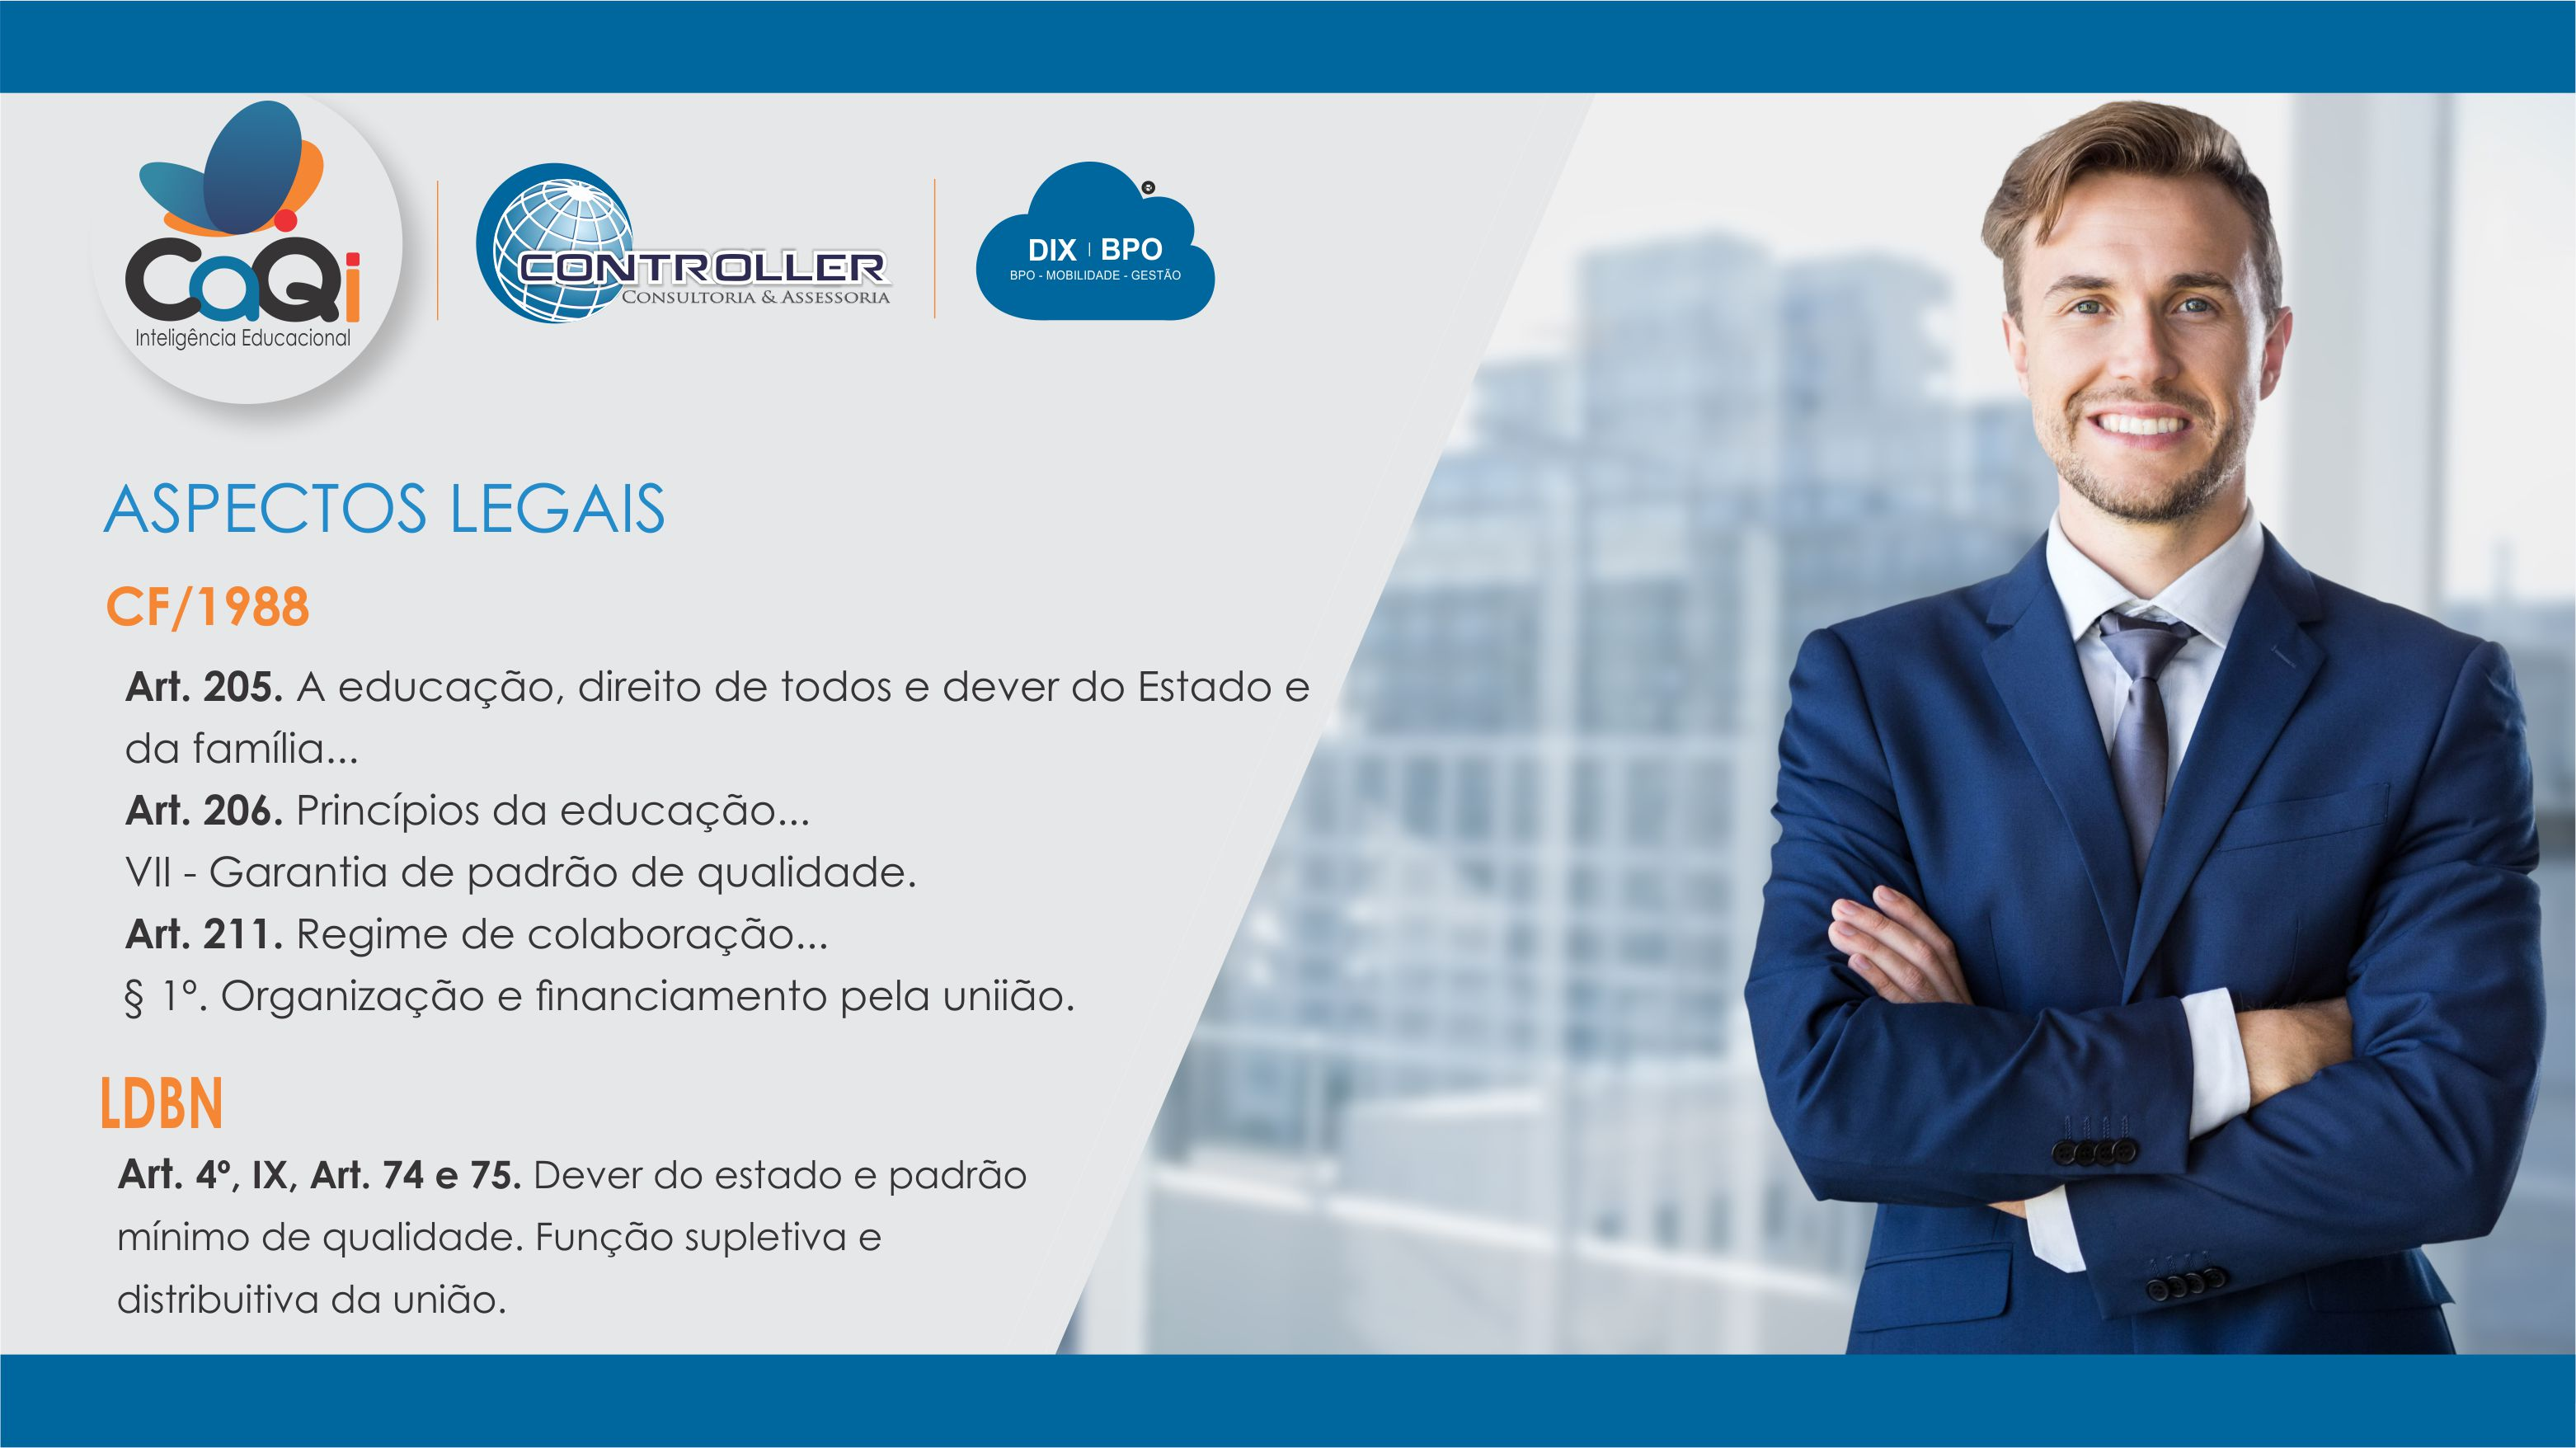 CaQi
Inteligência Educacional
CONTROLLER
CONSULTORIA & ASSESSORIA
DIX | BPO
BPO - MOBILIDADE - GESTÃO
ASPECTOS LEGAIS
CF/1988
Art. 205. A educação, direito de todos e dever do Estado e
da família...
Art. 206. Princípios da educação...
VII - Garantia de padrão de qualidade.
Art. 211. Regime de colaboração...
§ 1º. Organização e financiamento pela uniião.
LDBN
Art. 4º, IX, Art. 74 e 75. Dever do estado e padrão
mínimo de qualidade. Função supletiva e
distribuitiva da união.